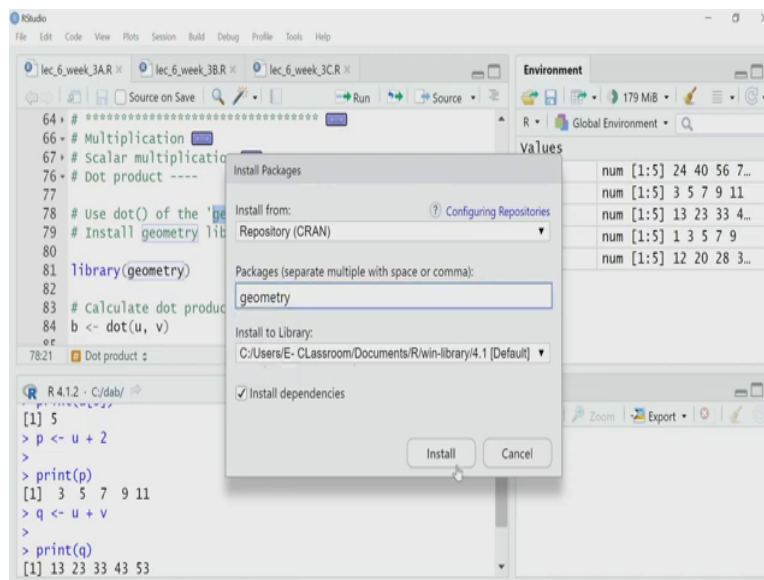 RStudio
File Edit Code View Plots Session Build Debug Profile Tools Help
lec_6_week_3A.R × lec_6_week_3B.R × lec_6_week_3C.R ×
Source on Save Run Source
64 # *********************************
66 # Multiplication
67 # Scalar multiplicatio
76 # Dot product ----
77
78 # Use dot() of the 'ge
79 # Install geometry lib
80
81 library(geometry)
82
83 # Calculate dot produc
84 b <- dot(u, v)
78:21 Dot product
R 4.1.2 · C:/dab/
[1] 5
> p <- u + 2
>
> print(p)
[1] 3 5 7 9 11
> q <- u + v
>
> print(q)
[1] 13 23 33 43 53
Install Packages
Install from: ? Configuring Repositories
Repository (CRAN)
Packages (separate multiple with space or comma):
geometry
Install to Library:
C:/Users/E- CLassroom/Documents/R/win-library/4.1 [Default]
Install dependencies
Install Cancel
Environment
179 MiB
R Global Environment
Values
num [1:5] 24 40 56 7…
num [1:5] 3 5 7 9 11
num [1:5] 13 23 33 4…
num [1:5] 1 3 5 7 9
num [1:5] 12 20 28 3…
Zoom Export